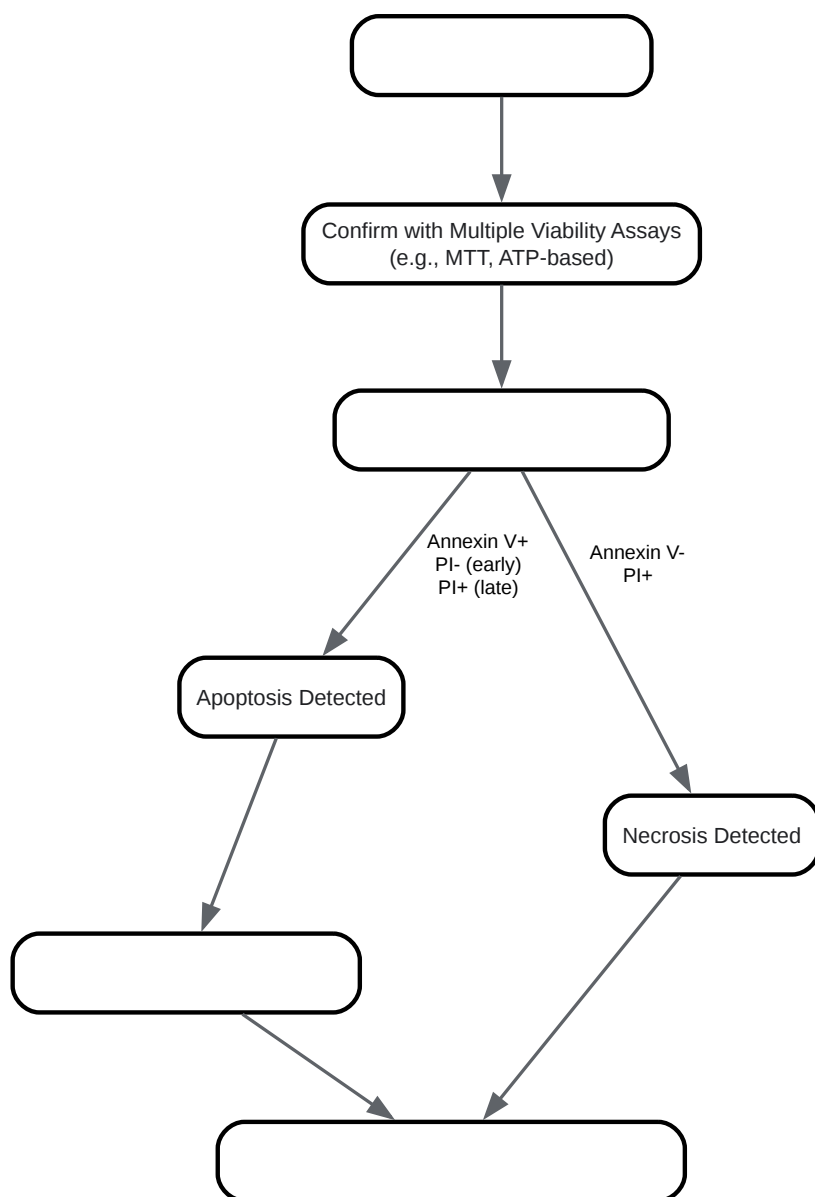 Confirm with Multiple Viability Assays
(e.g., MTT, ATP-based)
Annexin V+
PI- (early)
PI+ (late)
Annexin V-
PI+
Apoptosis Detected
Necrosis Detected